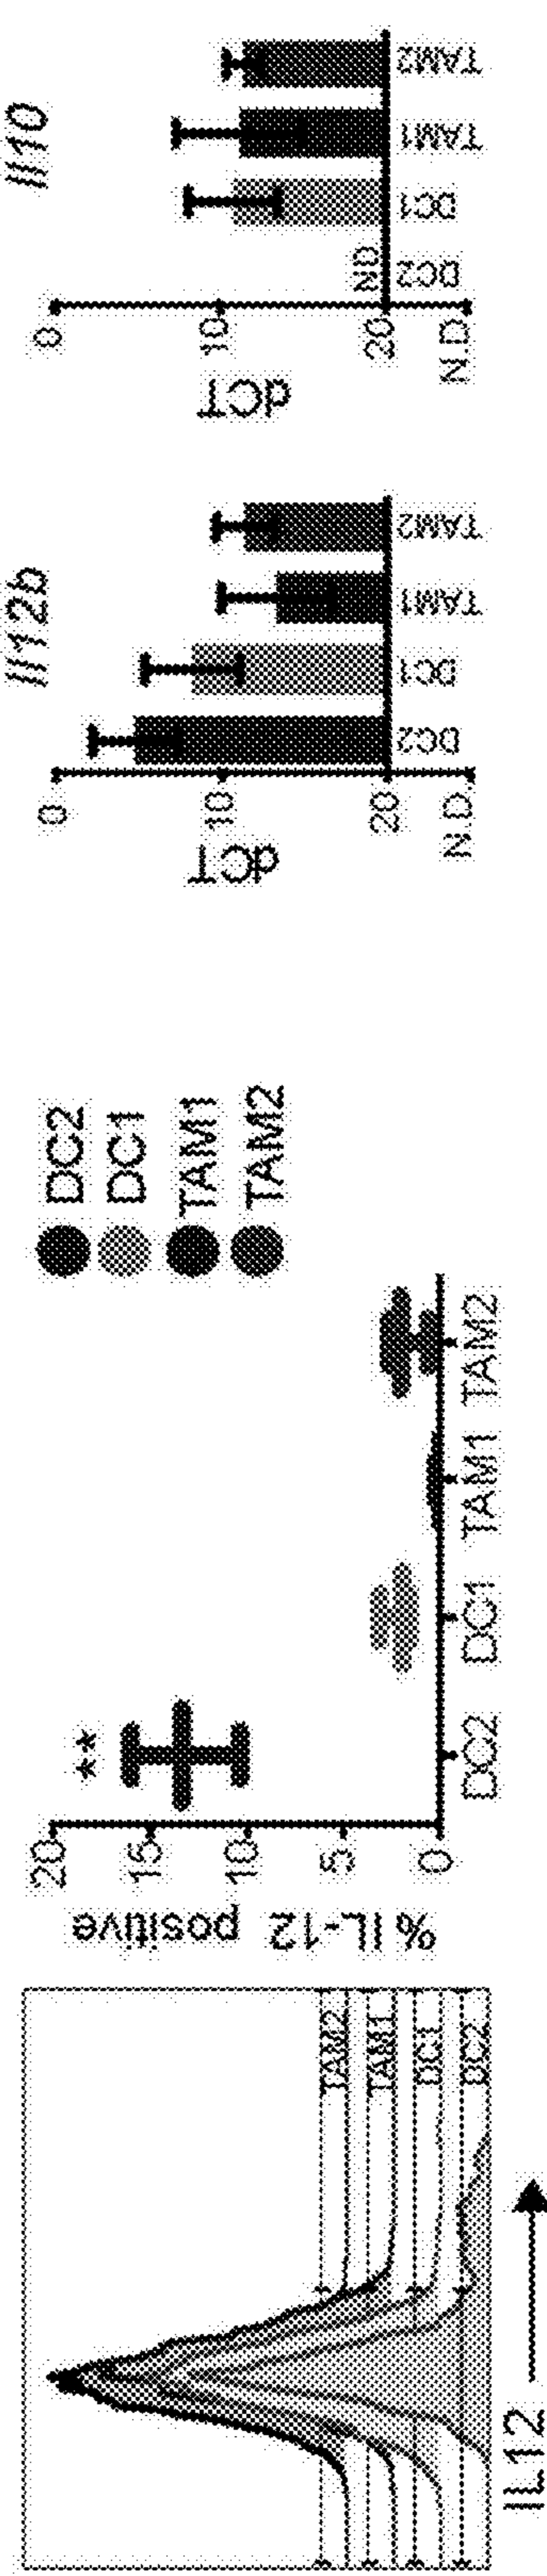 TAM2
TAM1
DC1
DC2
IL12
% IL-12 positive
20
15
10
5
0
**
DC2
DC1
TAM1
TAM2
DC2
DC1
TAM1
TAM2
Il12b
dCT
0
10
20
N.D.
DC2
DC1
TAM1
TAM2
Il10
dCT
0
10
20
N.D
ND
DC2
DC1
TAM1
TAM2